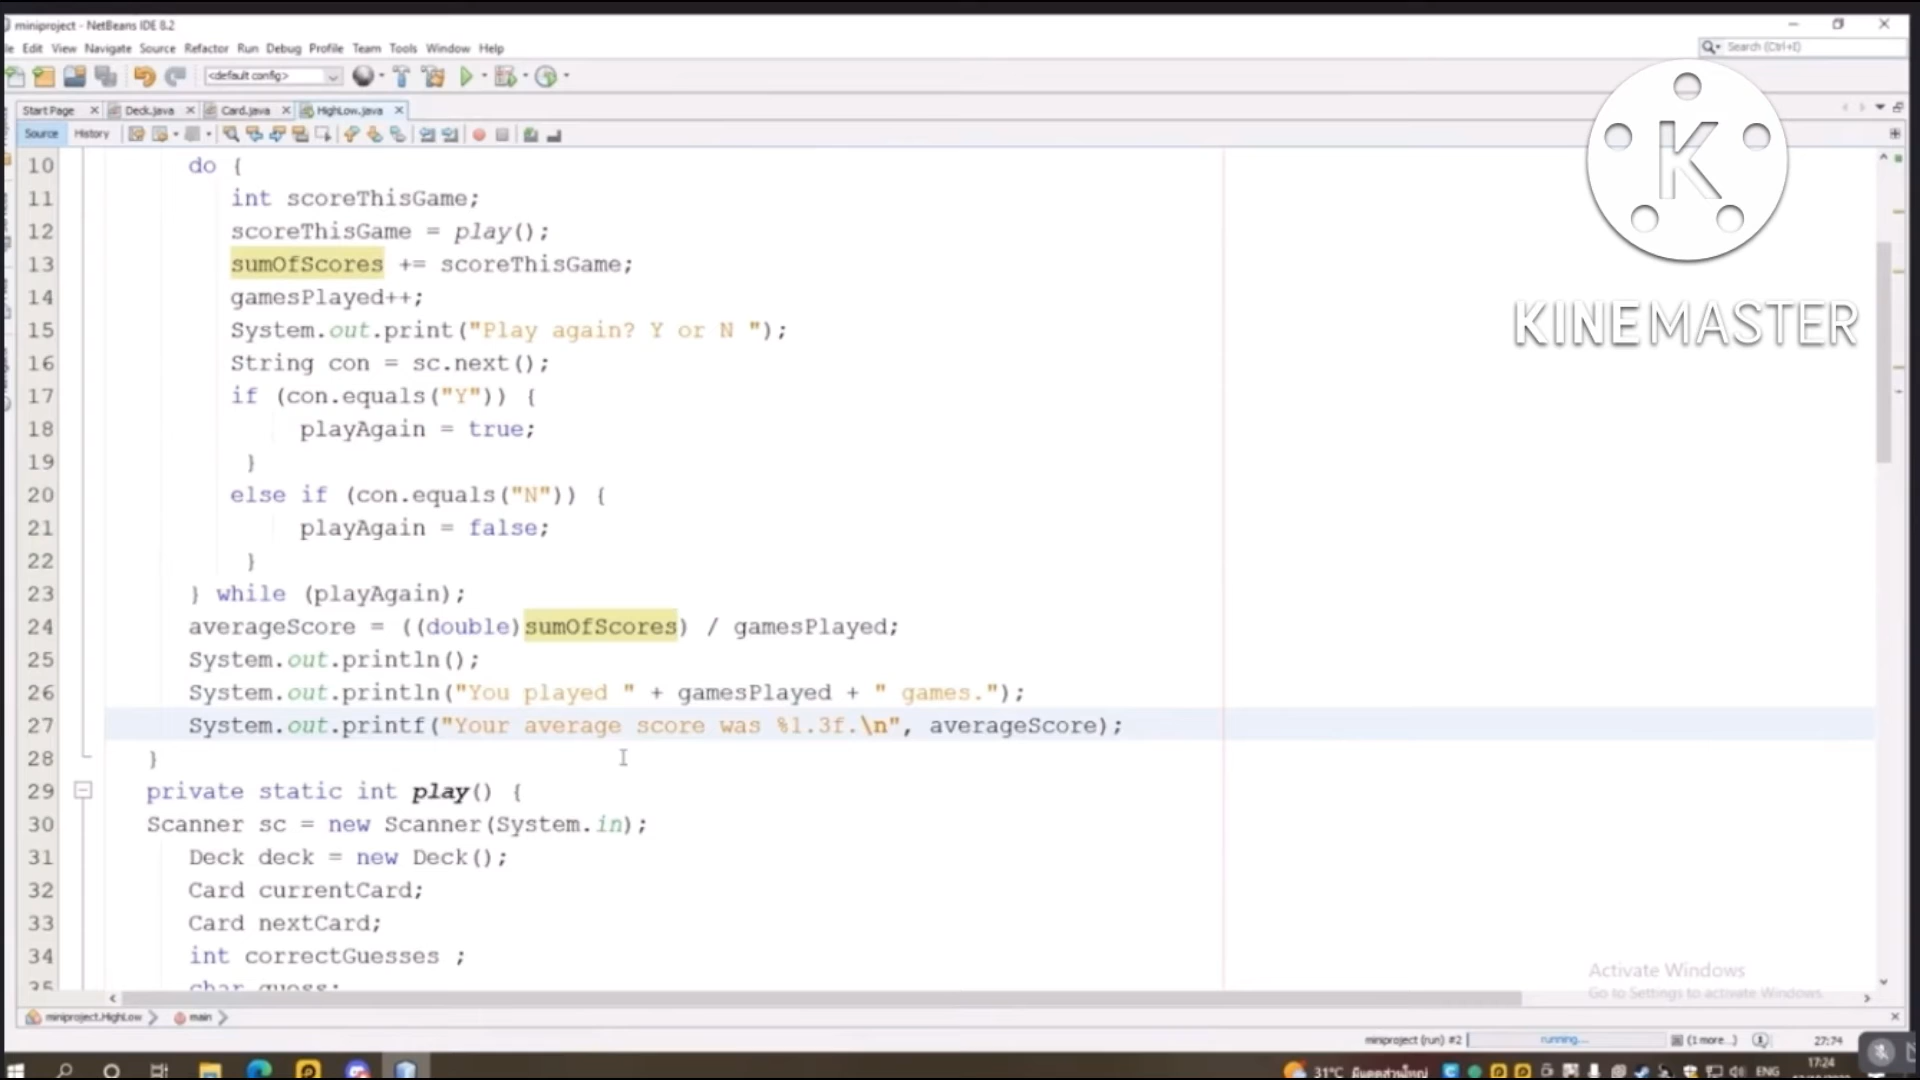 miniproject - NetBeans IDE 8.2
Edit View Navigate Source Refactor Run Debug Profile Team Tools Window Help
Search (Ctrl+I)
<default config>
Start Page Deck.java Card.java HighLow.java
Source History
10 do {
11 int scoreThisGame;
12 scoreThisGame = play();
13 sumOfScores += scoreThisGame;
14 gamesPlayed++;
15 System.out.print("Play again? Y or N ");
16 String con = sc.next();
17 if (con.equals("Y")) {
18 playAgain = true;
19 }
20 else if (con.equals("N")) {
21 playAgain = false;
22 }
23 } while (playAgain);
24 averageScore = ((double)sumOfScores) / gamesPlayed;
25 System.out.println();
26 System.out.println("You played " + gamesPlayed + " games.");
27 System.out.printf("Your average score was %1.3f.\n", averageScore);
28 }
29 private static int play() {
30 Scanner sc = new Scanner(System.in);
31 Deck deck = new Deck();
32 Card currentCard;
33 Card nextCard;
34 int correctGuesses ;
35 char guess;
K
KINEMASTER
Activate Windows
Go to Settings to activate Windows.
miniproject.HighLow main
miniproject (run) #2 running... (1 more...) 27:74
31°C ENG 17:24